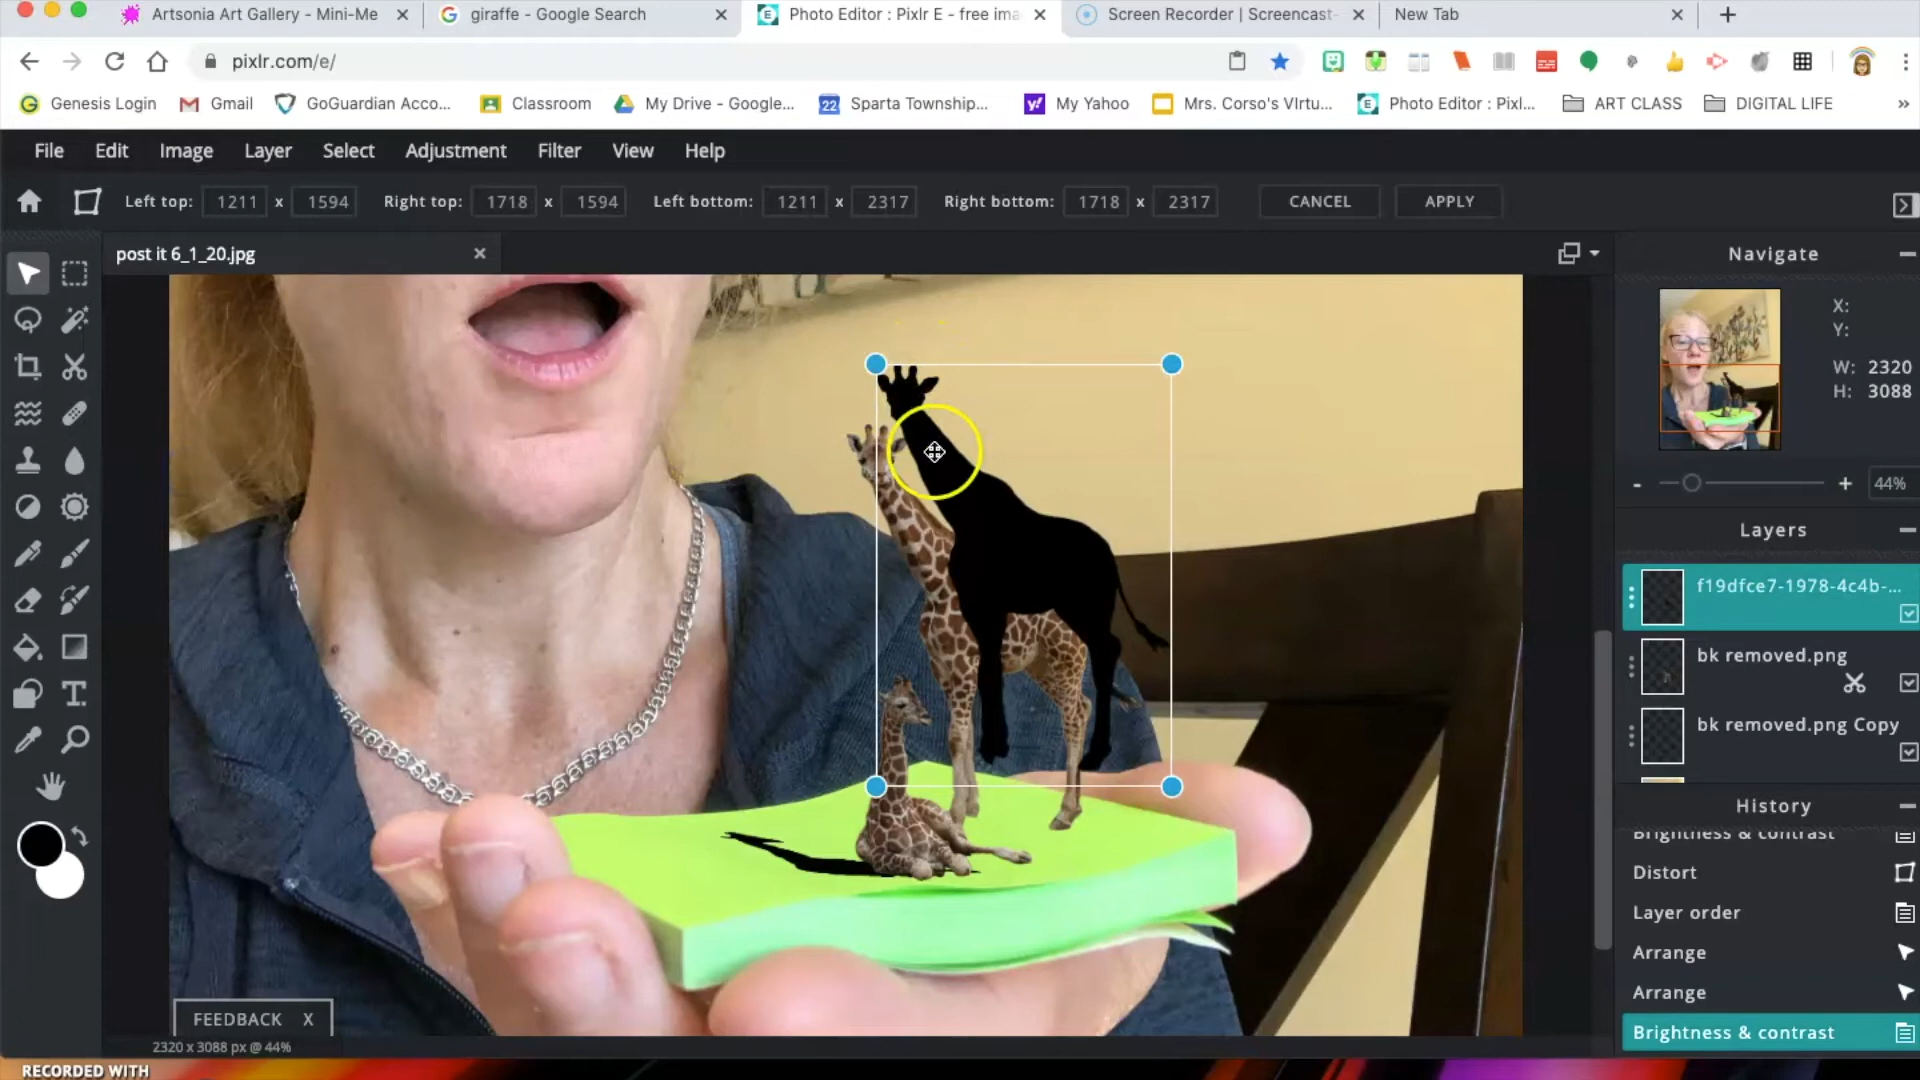 Artsonia Art Gallery - Mini-Me
giraffe - Google Search
Photo Editor : Pixlr E - free ima
Screen Recorder | Screencast-
New Tab
pixlr.com/e/
Genesis Login
Gmail
GoGuardian Acco...
Classroom
My Drive - Google...
22
Sparta Township...
My Yahoo
Mrs. Corso's VIrtu...
Photo Editor : Pixl...
ART CLASS
DIGITAL LIFE
»
File Edit Image Layer Select Adjustment Filter View Help
Left top: 1211 x 1594 Right top: 1718 x 1594 Left bottom: 1211 x 2317 Right bottom: 1718 x 2317 CANCEL APPLY
post it 6_1_20.jpg
Navigate
X:
Y:
W: 2320
H: 3088
- + 44%
Layers
f19dfce7-1978-4c4b-...
bk removed.png
bk removed.png Copy
History
Brightness & contrast
Distort
Layer order
Arrange
Arrange
Brightness & contrast
FEEDBACK X
2320 x 3088 px @ 44%
RECORDED WITH